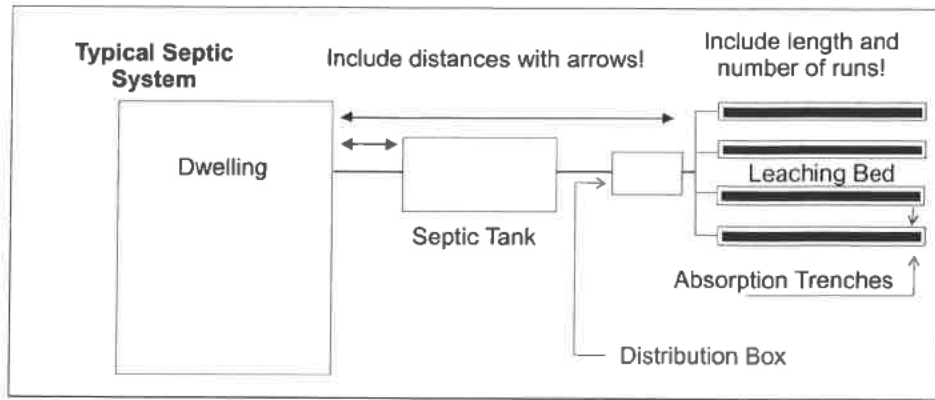 Typical Septic
System
Include distances with arrows!
Include length and
number of runs!
Dwelling
Septic Tank
Leaching Bed
Absorption Trenches
Distribution Box